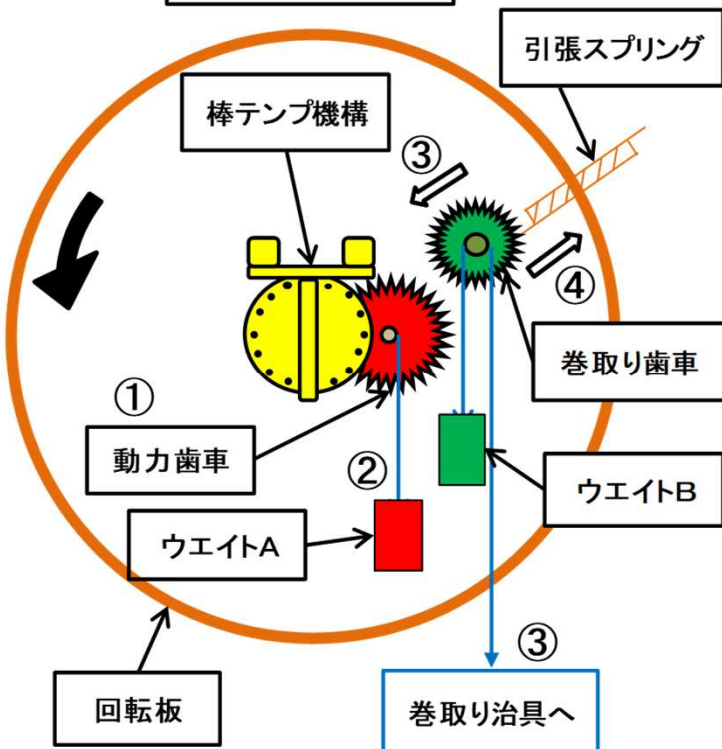 引張スプリング
棒テンプ機構
③
④
巻取り歯車
①
動力歯車
②
ウエイトB
ウエイトA
③
回転板
巻取り治具へ